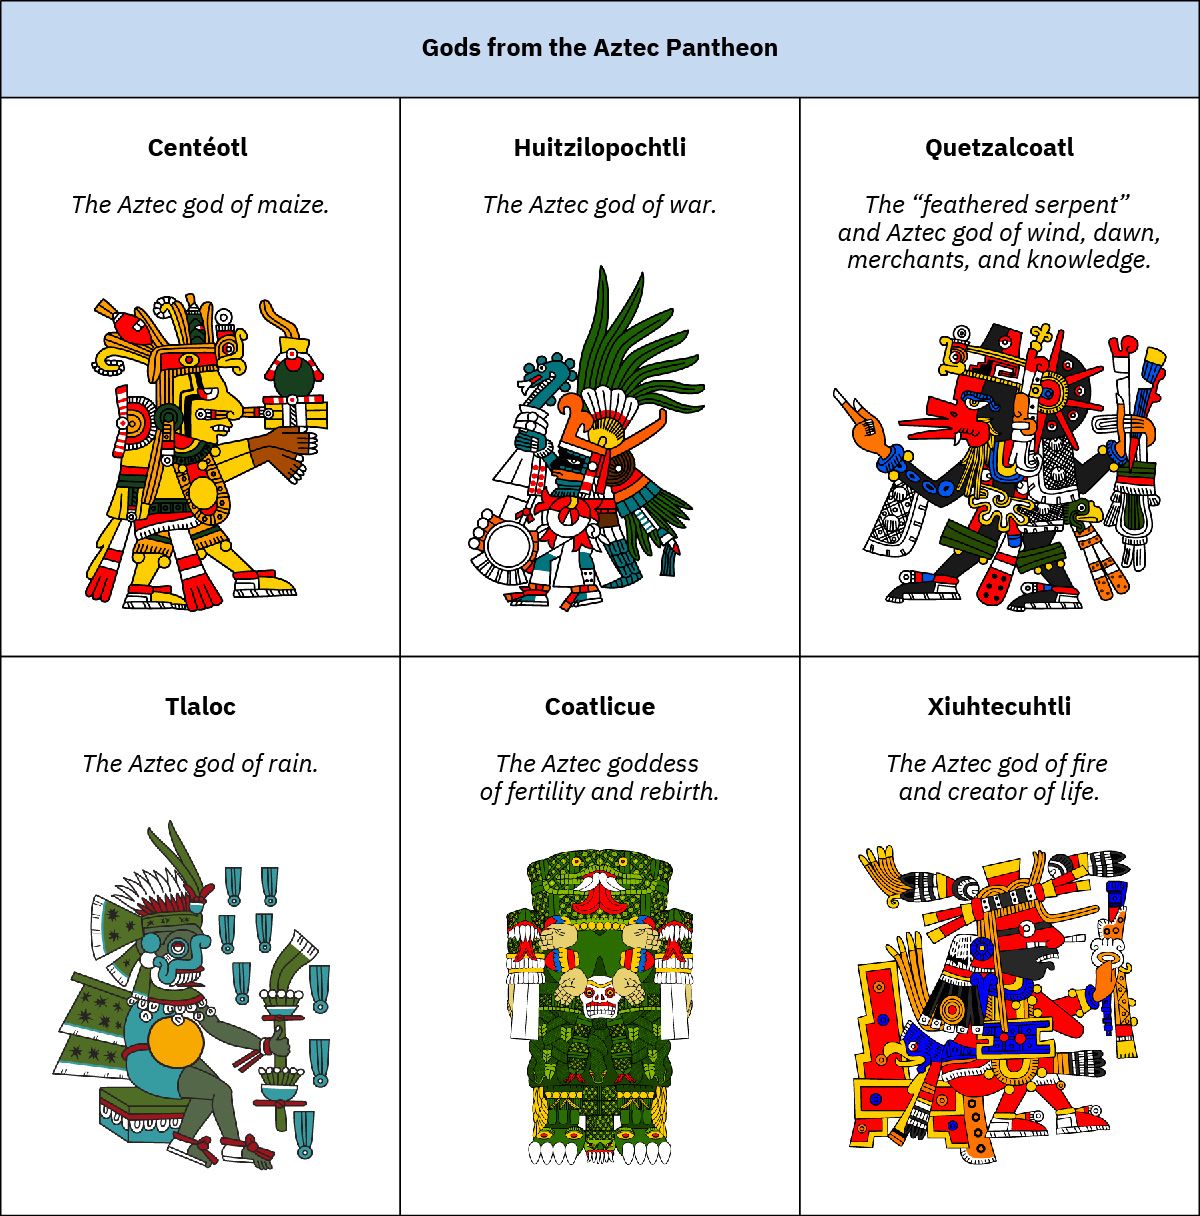 Gods from the Aztec Pantheon
Centéotl
The Aztec god of maize.
Huitzilopochtli
The Aztec god of war.
Quetzalcoatl
The “feathered serpent”
and Aztec god of wind, dawn,
merchants, and knowledge.
Tlaloc
The Aztec god of rain.
Coatlicue
The Aztec goddess
of fertility and rebirth.
Xiuhtecuhtli
The Aztec god of fire
and creator of life.